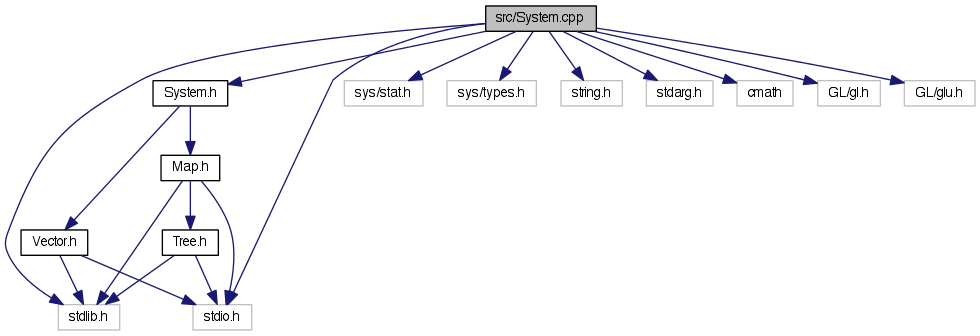 src/System.cpp
System.h
sys/stat.h
sys/types.h
string.h
stdarg.h
cmath
GL/gl.h
GL/glu.h
Map.h
Vector.h
Tree.h
stdlib.h
stdio.h